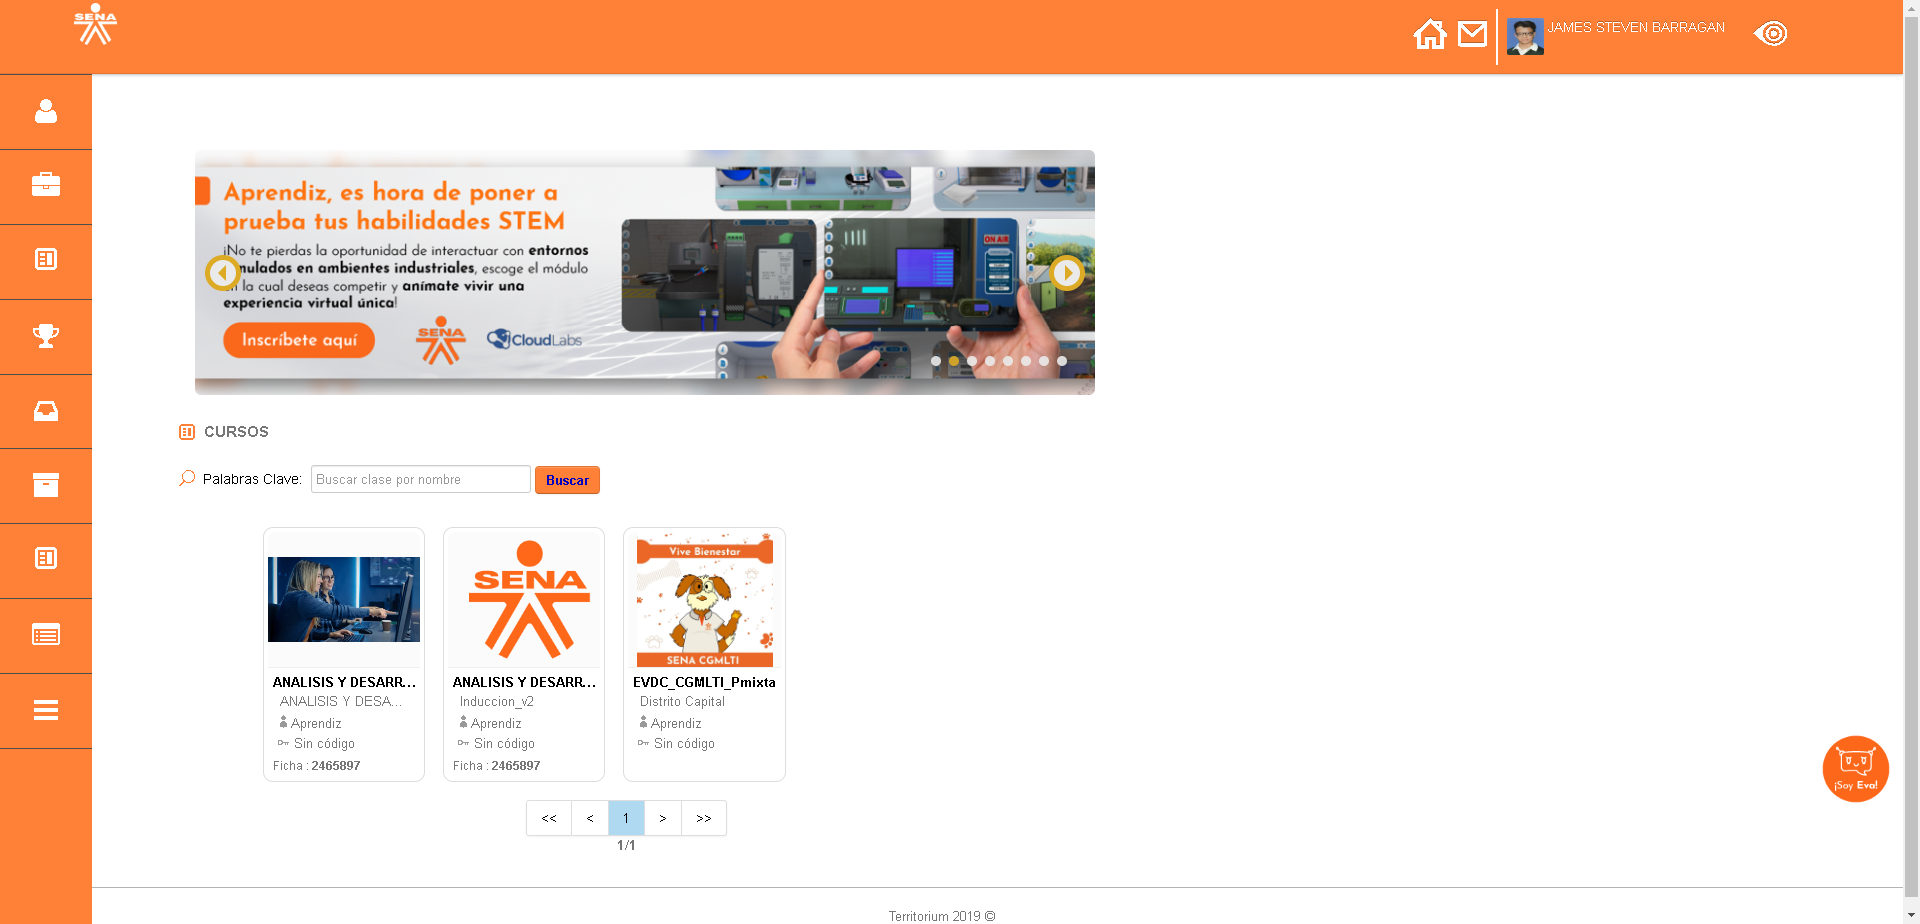 SENA
JAMES STEVEN BARRAGAN
Aprendiz, es hora de poner a
prueba tus habilidades STEM
¡No te pierdas la oportunidad de interactuar con entornos
mulados en ambientes industriales, escoge el módulo
la cual deseas competir y anímate vivir una
experiencia virtual única!
Inscríbete aquí
SENA
CloudLabs
ON AIR
CURSOS
Palabras Clave:
Buscar clase por nombre
Buscar
SENA
Vive Bienestar
SENA CGMLTI
ANALISIS Y DESARR...
ANALISIS Y DESA...
Aprendiz
Sin código
Ficha : 2465897
ANALISIS Y DESARR...
Induccion_v2
Aprendiz
Sin código
Ficha : 2465897
EVDC_CGMLTI_Pmixta
Distrito Capital
Aprendiz
Sin código
¡Soy Eva!
<< < 1 > >>
1/1
Territorium 2019 ©